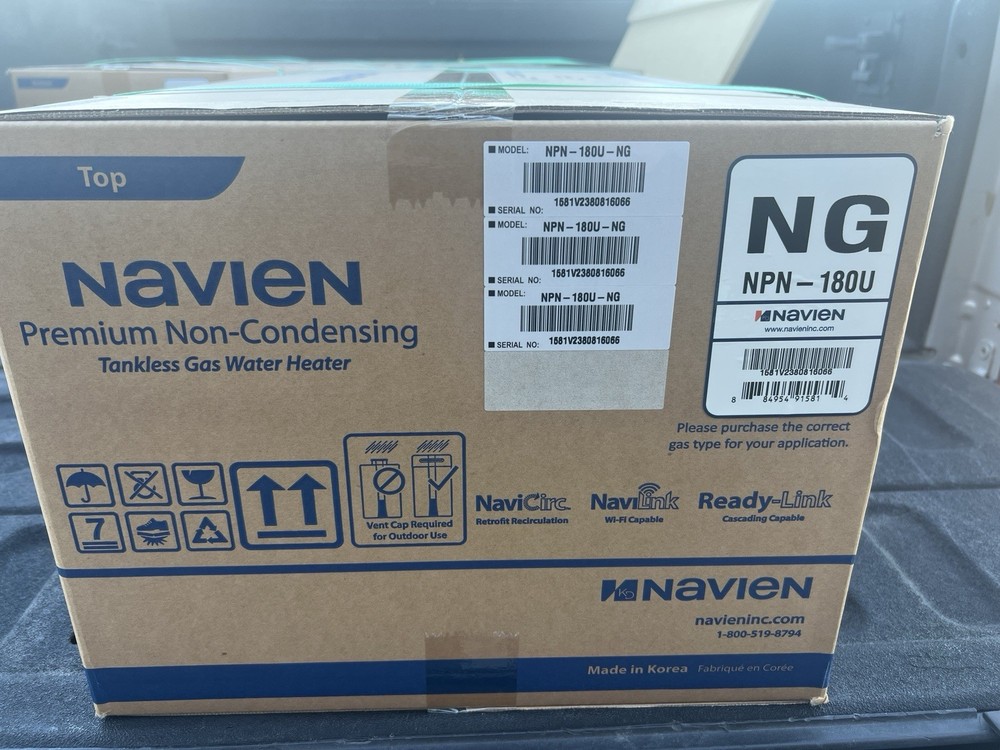 Top
NAVIEN
Premium Non-Condensing
Tankless Gas Water Heater
MODEL: NPN-180U-NG
1581V2380816066
SERIAL NO:
MODEL: NPN-180U-NG
1581V2380816066
SERIAL NO:
MODEL: NPN-180U-NG
1581V2380816066
SERIAL NO:
NG
NPN-180U
NAVIEN
www.navieninc.com
1581V2380816066
8 84954 91581 4
Please purchase the correct
gas type for your application.
7
Vent Cap Required
for Outdoor Use
NaviCirc
Retrofit Recirculation
NaviLink
Wi-Fi Capable
Ready-Link
Cascading Capable
KD NAVIEN
navieninc.com
1-800-519-8794
Made in Korea Fabriqué en Corée